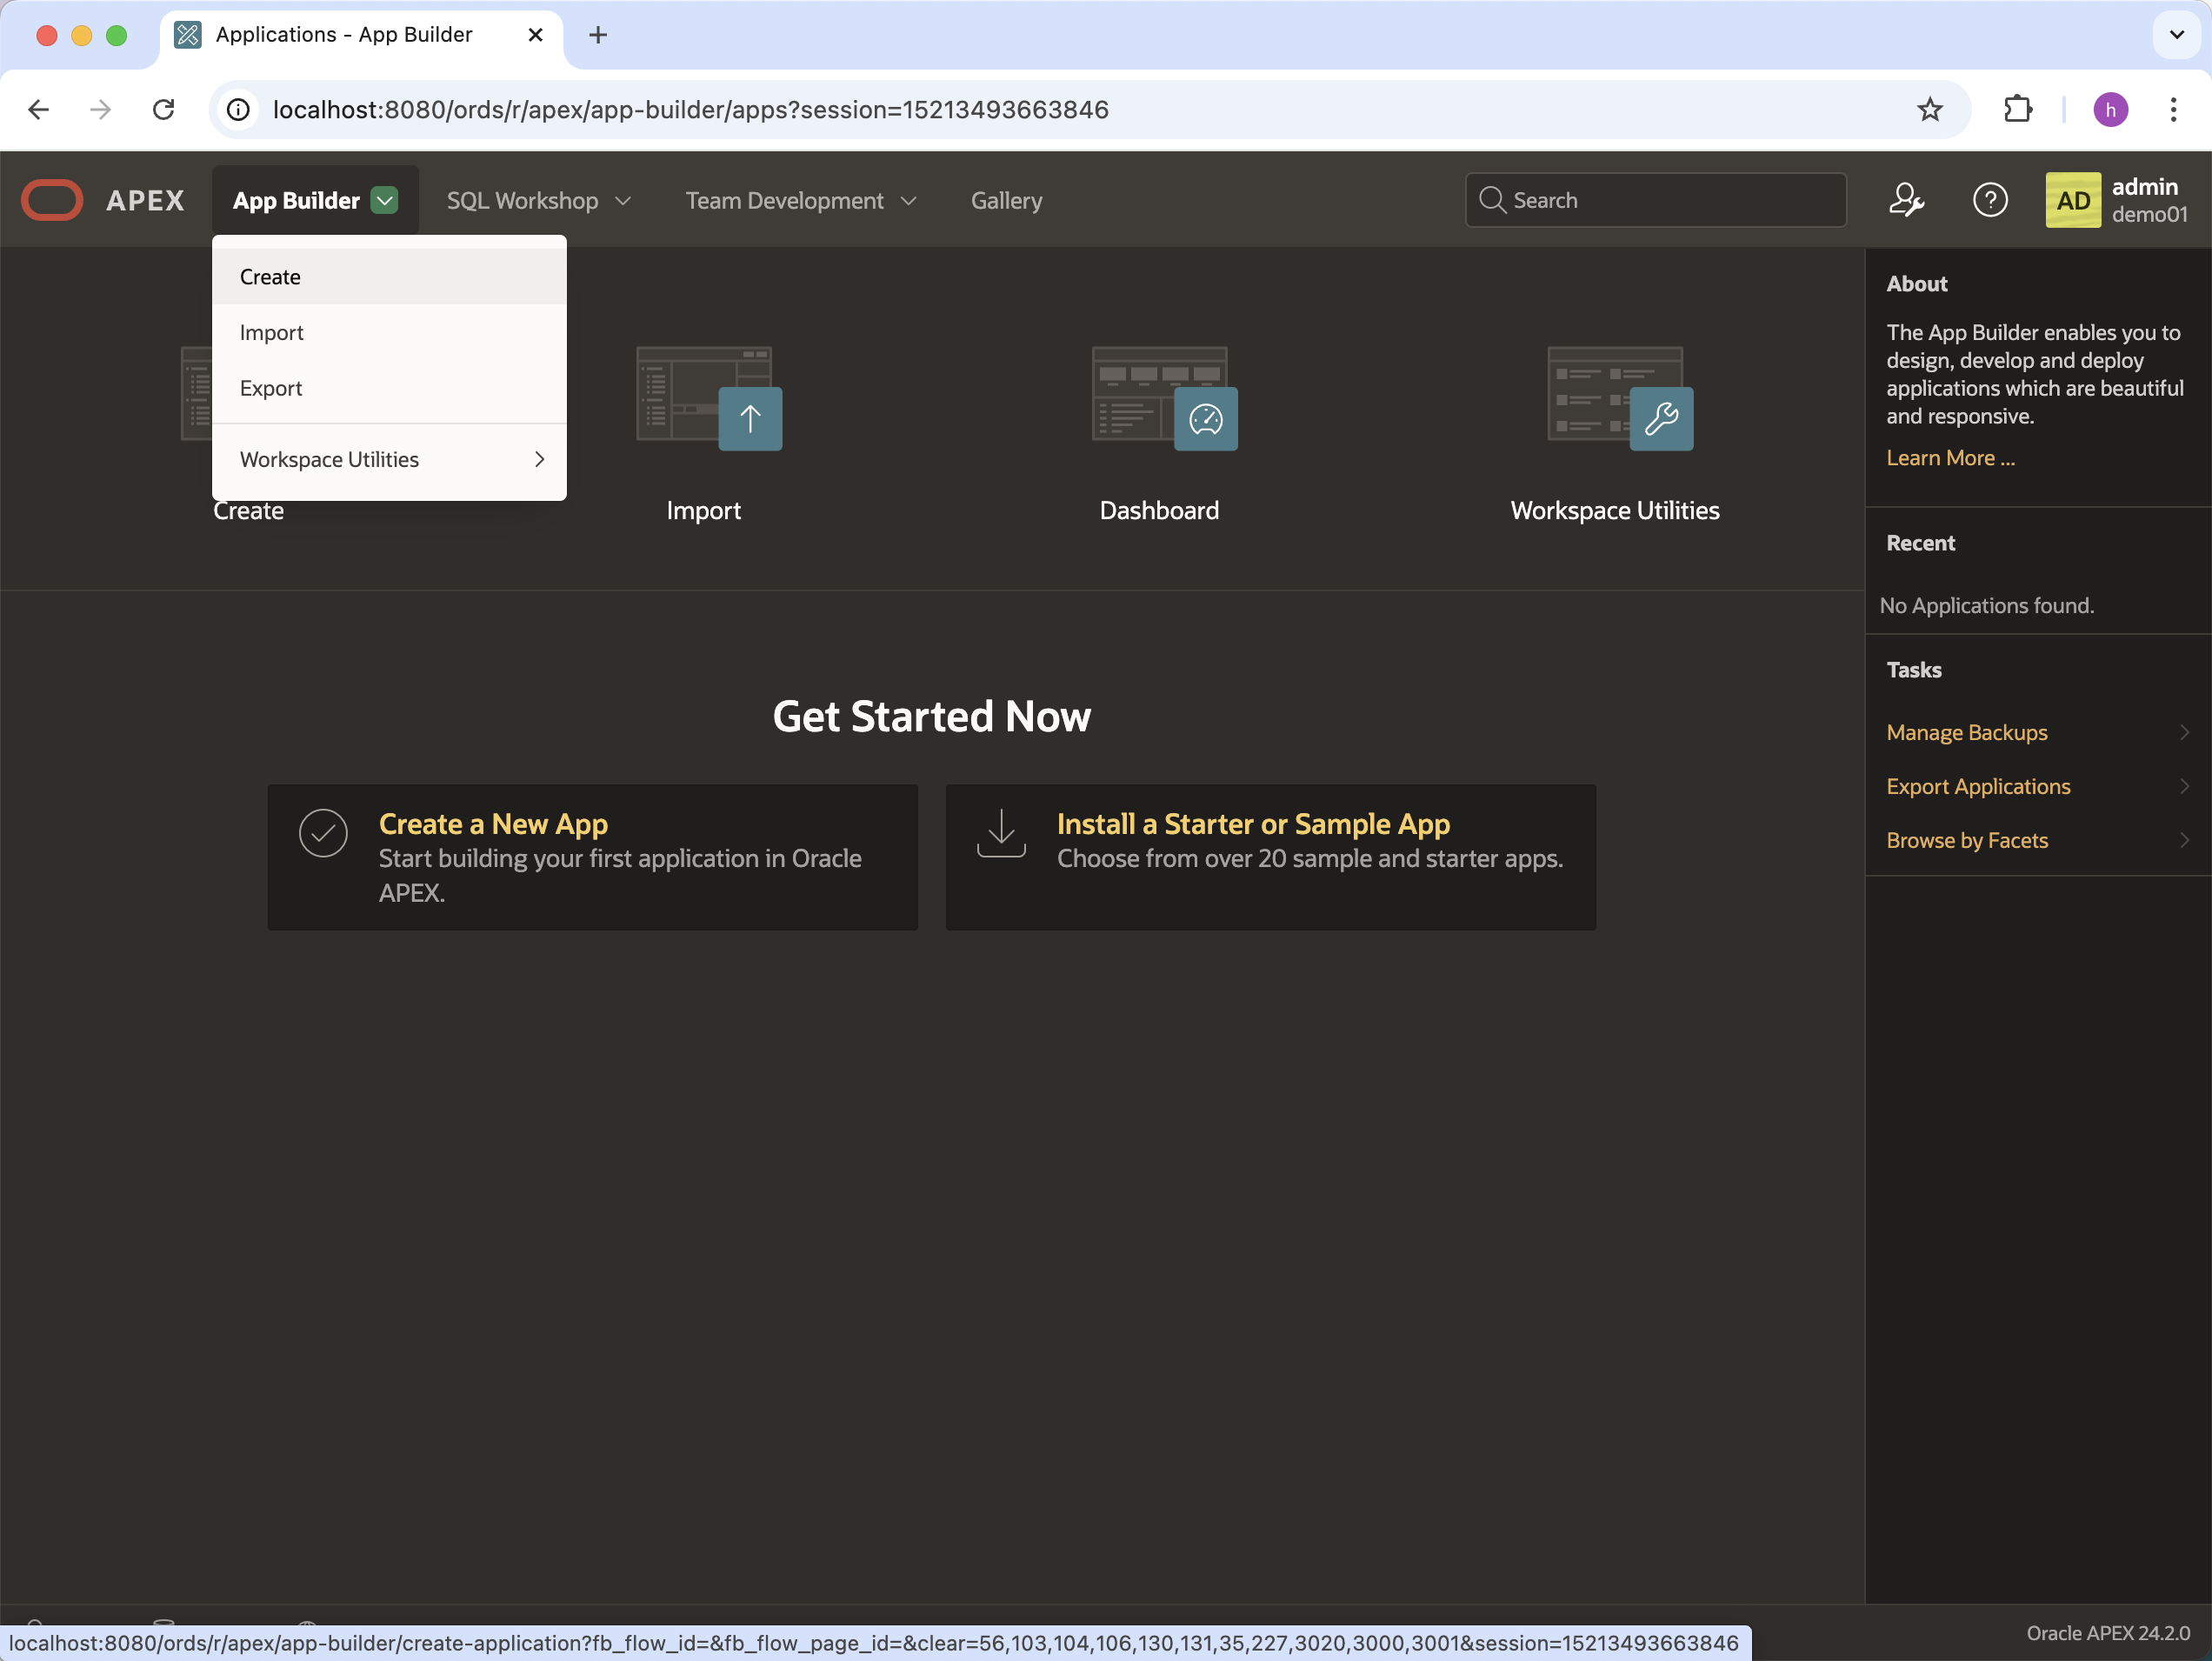 Applications - App Builder
localhost:8080/ords/r/apex/app-builder/apps?session=15213493663846
h
APEX
App Builder
SQL Workshop
Team Development
Gallery
Search
AD
admin
demo01
Create
Import
Export
Workspace Utilities
Create
Import
Dashboard
Workspace Utilities
Get Started Now
Create a New App
Start building your first application in Oracle
APEX.
Install a Starter or Sample App
Choose from over 20 sample and starter apps.
About
The App Builder enables you to
design, develop and deploy
applications which are beautiful
and responsive.
Learn More ...
Recent
No Applications found.
Tasks
Manage Backups
Export Applications
Browse by Facets
localhost:8080/ords/r/apex/app-builder/create-application?fb_flow_id=&fb_flow_page_id=&clear=56,103,104,106,130,131,35,227,3020,3000,3001&session=15213493663846
Oracle APEX 24.2.0